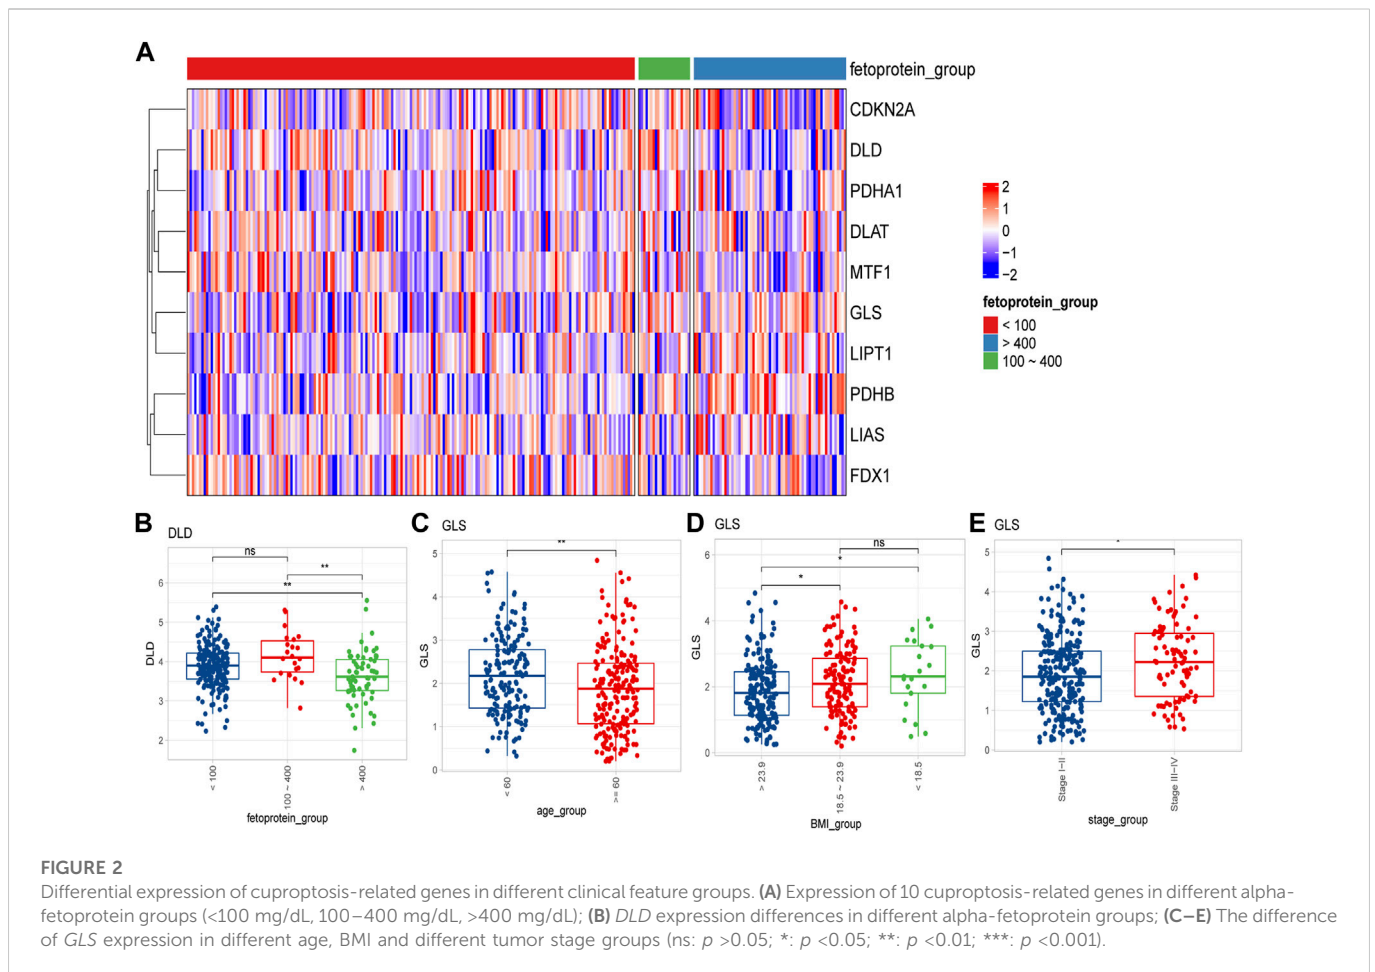 A
fetoprotein_group
CDKN2A
DLD
PDHA1
DLAT
MTF1
GLS
LIPT1
PDHB
LIAS
FDX1
2
1
0
−1
−2
fetoprotein_group
< 100
> 400
100 ~ 400
B
DLD
ns
**
**
6
5
4
3
2
DLD
< 100
100 ~ 400
> 400
fetoprotein_group
C
GLS
**
5
4
3
2
1
0
GLS
< 60
>= 60
age_group
D
GLS
ns
*
*
6
4
2
0
GLS
> 23.9
18.5 ~ 23.9
< 18.5
BMI_group
E
GLS
*
5
4
3
2
1
0
GLS
Stage I−II
Stage III−IV
stage_group
FIGURE 2
Differential expression of cuproptosis-related genes in different clinical feature groups. (A) Expression of 10 cuproptosis-related genes in different alpha-
fetoprotein groups (<100 mg/dL, 100–400 mg/dL, >400 mg/dL); (B) DLD expression differences in different alpha-fetoprotein groups; (C–E) The difference
of GLS expression in different age, BMI and different tumor stage groups (ns: p >0.05; *: p <0.05; **: p <0.01; ***: p <0.001).